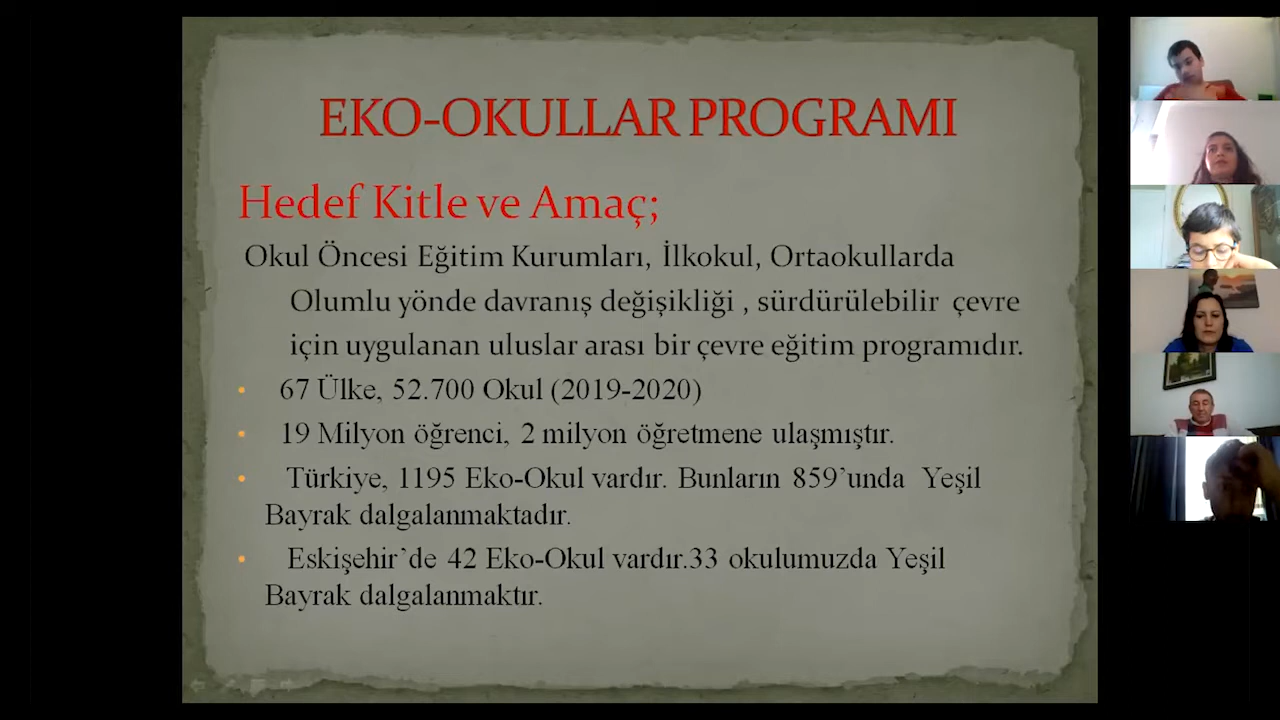 EKO-OKULLAR PROGRAMI
Hedef Kitle ve Amaç;
Okul Öncesi Eğitim Kurumları, İlkokul, Ortaokullarda
Olumlu yönde davranış değişikliği , sürdürülebilir çevre
için uygulanan uluslar arası bir çevre eğitim programıdır.
• 67 Ülke, 52.700 Okul (2019-2020)
• 19 Milyon öğrenci, 2 milyon öğretmene ulaşmıştır.
• Türkiye, 1195 Eko-Okul vardır. Bunların 859’unda Yeşil
Bayrak dalgalanmaktadır.
• Eskişehir’de 42 Eko-Okul vardır.33 okulumuzda Yeşil
Bayrak dalgalanmaktır.